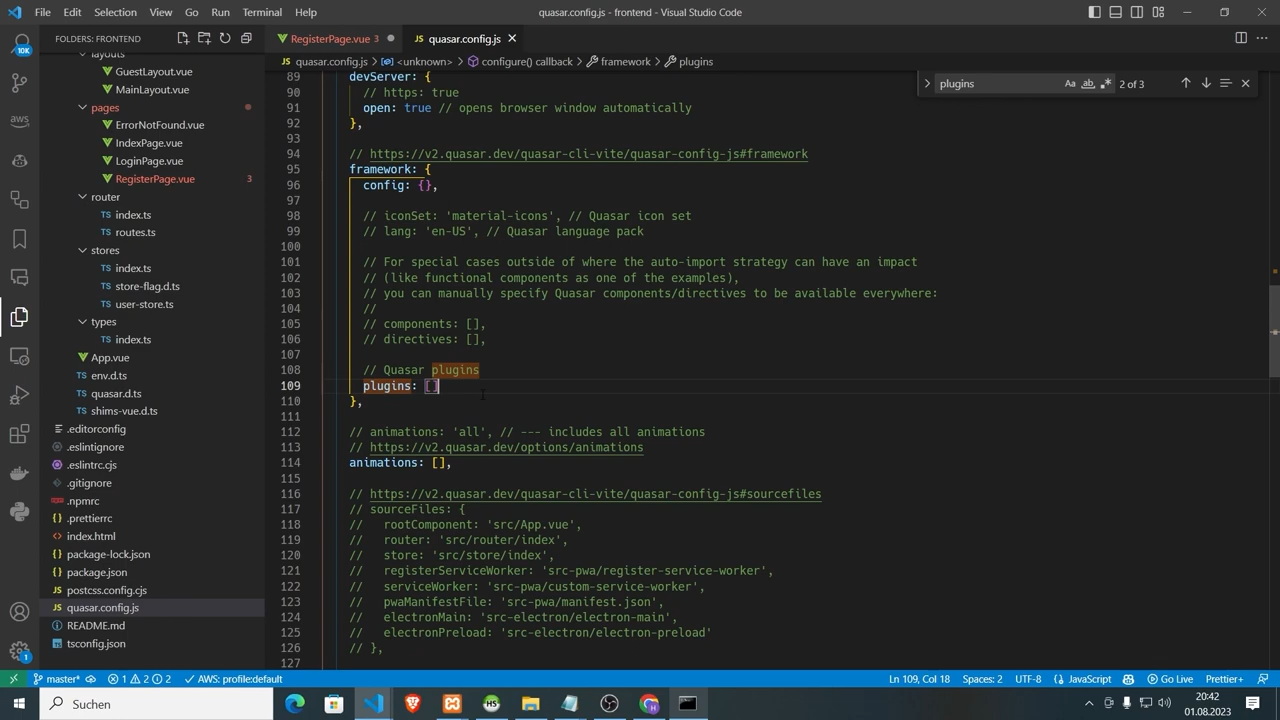 File Edit Selection View Go Run Terminal Help
quasar.config.js - frontend - Visual Studio Code
FOLDERS: FRONTEND
RegisterPage.vue 3
quasar.config.js
quasar.config.js > <unknown> > configure() callback > framework > plugins
plugins
Aa ab .*
2 of 3
10K
aws
1
layouts
GuestLayout.vue
MainLayout.vue
pages
ErrorNotFound.vue
IndexPage.vue
LoginPage.vue
RegisterPage.vue 3
router
TS index.ts
TS routes.ts
stores
TS index.ts
TS store-flag.d.ts
TS user-store.ts
types
TS index.ts
App.vue
TS env.d.ts
TS quasar.d.ts
TS shims-vue.d.ts
.editorconfig
.eslintignore
.eslintrc.cjs
.gitignore
.npmrc
.prettierrc
<> index.html
{} package-lock.json
{} package.json
JS postcss.config.cjs
JS quasar.config.js
README.md
tsconfig.json
89 devServer: {
90 // https: true
91 open: true // opens browser window automatically
92 },
93
94 // https://v2.quasar.dev/quasar-cli-vite/quasar-config-js#framework
95 framework: {
96 config: {},
97
98 // iconSet: 'material-icons', // Quasar icon set
99 // lang: 'en-US', // Quasar language pack
100
101 // For special cases outside of where the auto-import strategy can have an impact
102 // (like functional components as one of the examples),
103 // you can manually specify Quasar components/directives to be available everywhere:
104 //
105 // components: [],
106 // directives: [],
107
108 // Quasar plugins
109 plugins: []
110 },
111
112 // animations: 'all', // --- includes all animations
113 // https://v2.quasar.dev/options/animations
114 animations: [],
115
116 // https://v2.quasar.dev/quasar-cli-vite/quasar-config-js#sourcefiles
117 // sourceFiles: {
118 // rootComponent: 'src/App.vue',
119 // router: 'src/router/index',
120 // store: 'src/store/index',
121 // registerServiceWorker: 'src-pwa/register-service-worker',
122 // serviceWorker: 'src-pwa/custom-service-worker',
123 // pwaManifestFile: 'src-pwa/manifest.json',
124 // electronMain: 'src-electron/electron-main',
125 // electronPreload: 'src-electron/electron-preload'
126 // },
127
master* 1 2 2 AWS: profile:default
Ln 109, Col 18 Spaces: 2 UTF-8 {} JavaScript Go Live Prettier+
Suchen
HS
20:42
01.08.2023